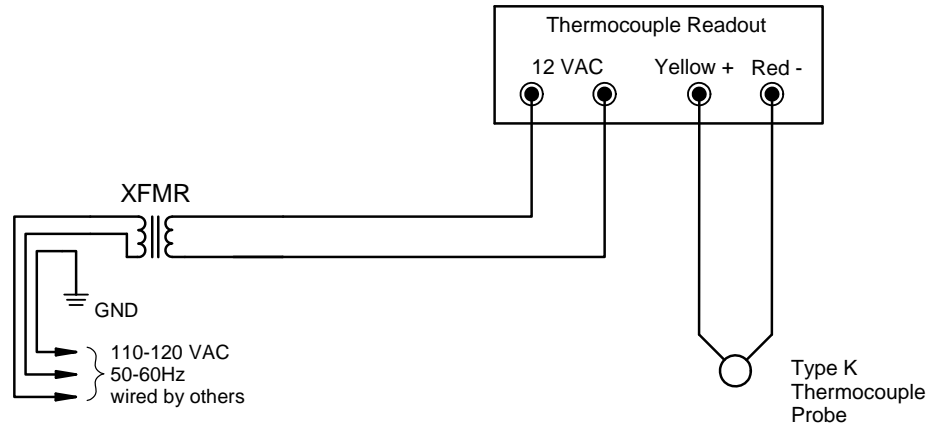 Thermocouple Readout
12 VAC
Yellow +
Red -
XFMR
GND
110-120 VAC
50-60Hz
wired by others
Type K
Thermocouple
Probe